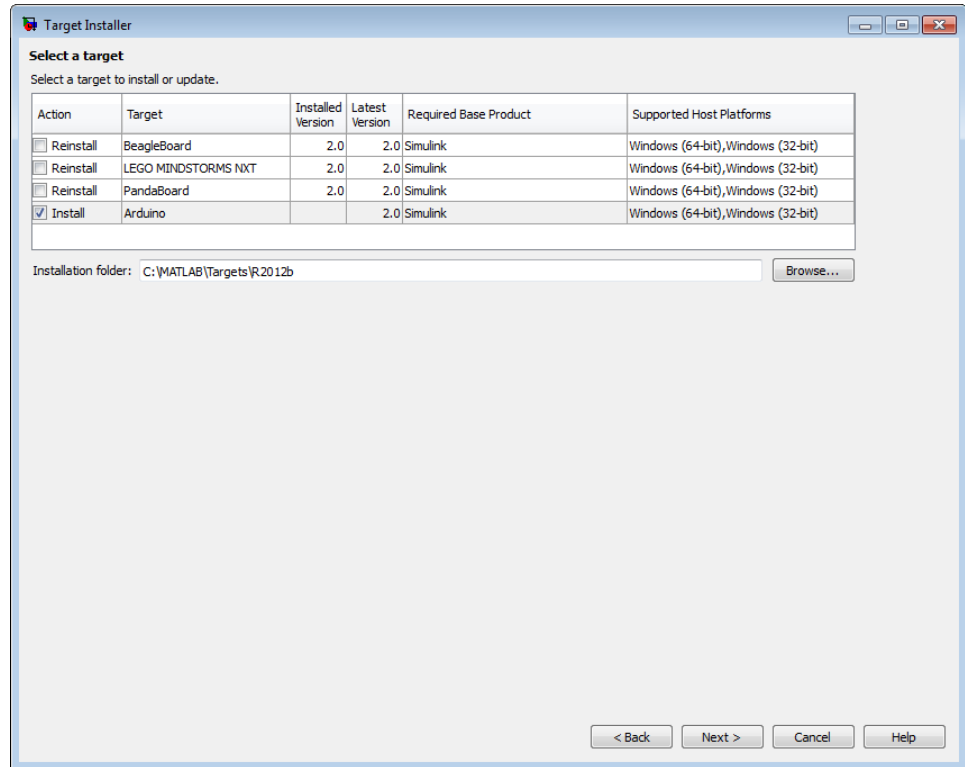 Target Installer
Select a target
Select a target to install or update.
Action Target Installed Version Latest Version Required Base Product Supported Host Platforms
Reinstall BeagleBoard 2.0 2.0 Simulink Windows (64-bit),Windows (32-bit)
Reinstall LEGO MINDSTORMS NXT 2.0 2.0 Simulink Windows (64-bit),Windows (32-bit)
Reinstall PandaBoard 2.0 2.0 Simulink Windows (64-bit),Windows (32-bit)
Install Arduino 2.0 Simulink Windows (64-bit),Windows (32-bit)
Installation folder: C:\MATLAB\Targets\R2012b Browse...
< Back Next > Cancel Help